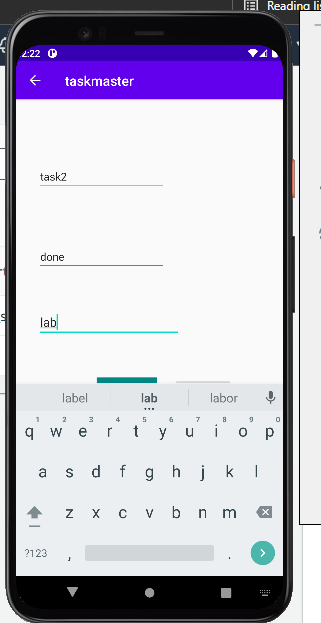 Reading lis
2:22
taskmaster
task2
done
lab
label lab labor
1 2 3 4 5 6 7 8 9 0
q w e r t y u i o p
a s d f g h j k l
z x c v b n m
?123 , .